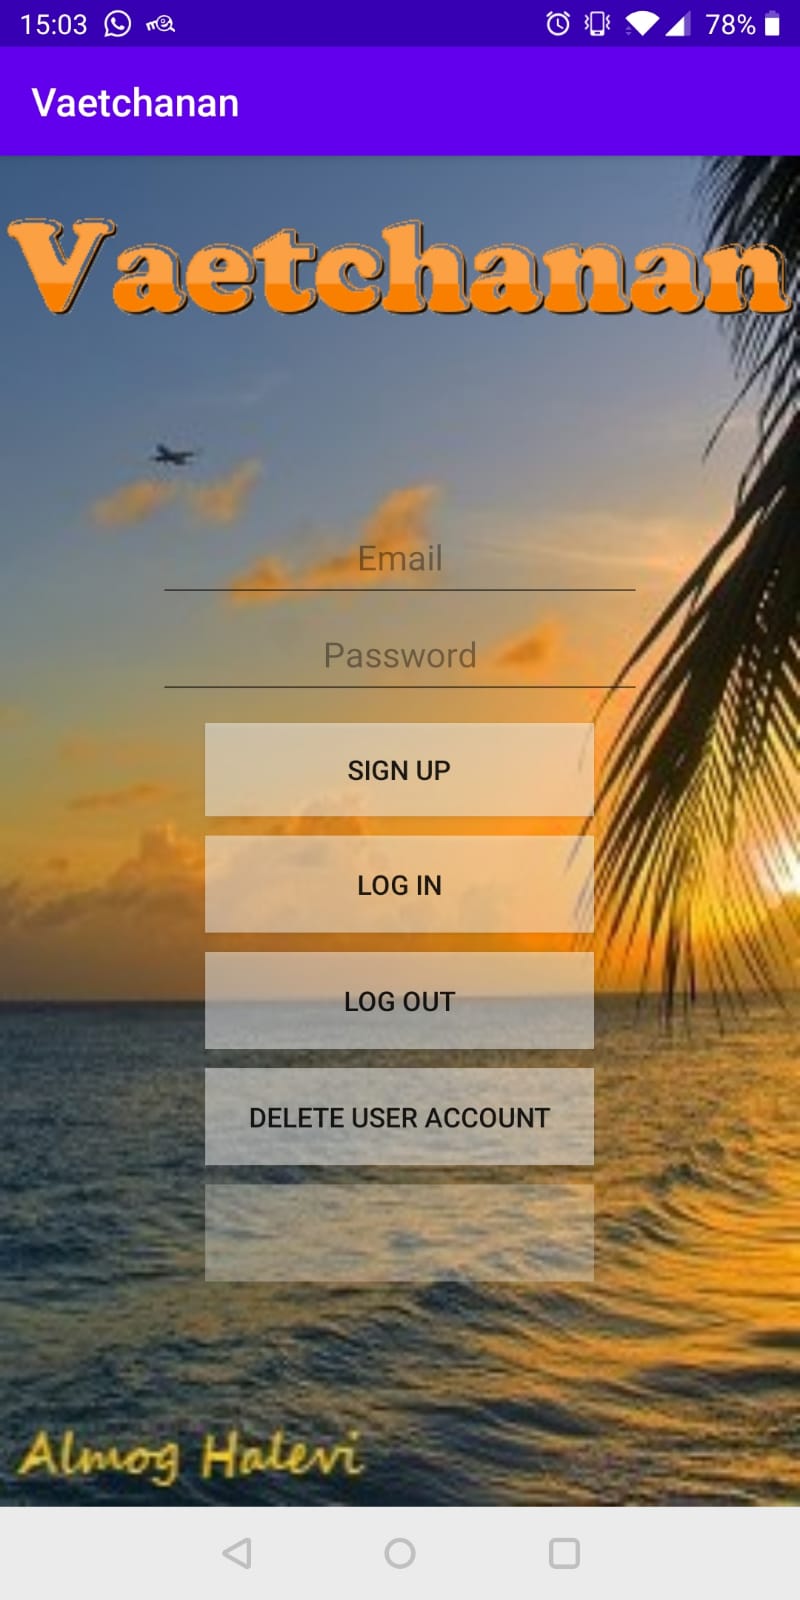 15:03 78%
Vaetchanan
Vaetchanan
Email
Password
SIGN UP
LOG IN
LOG OUT
DELETE USER ACCOUNT
Almog Halevi